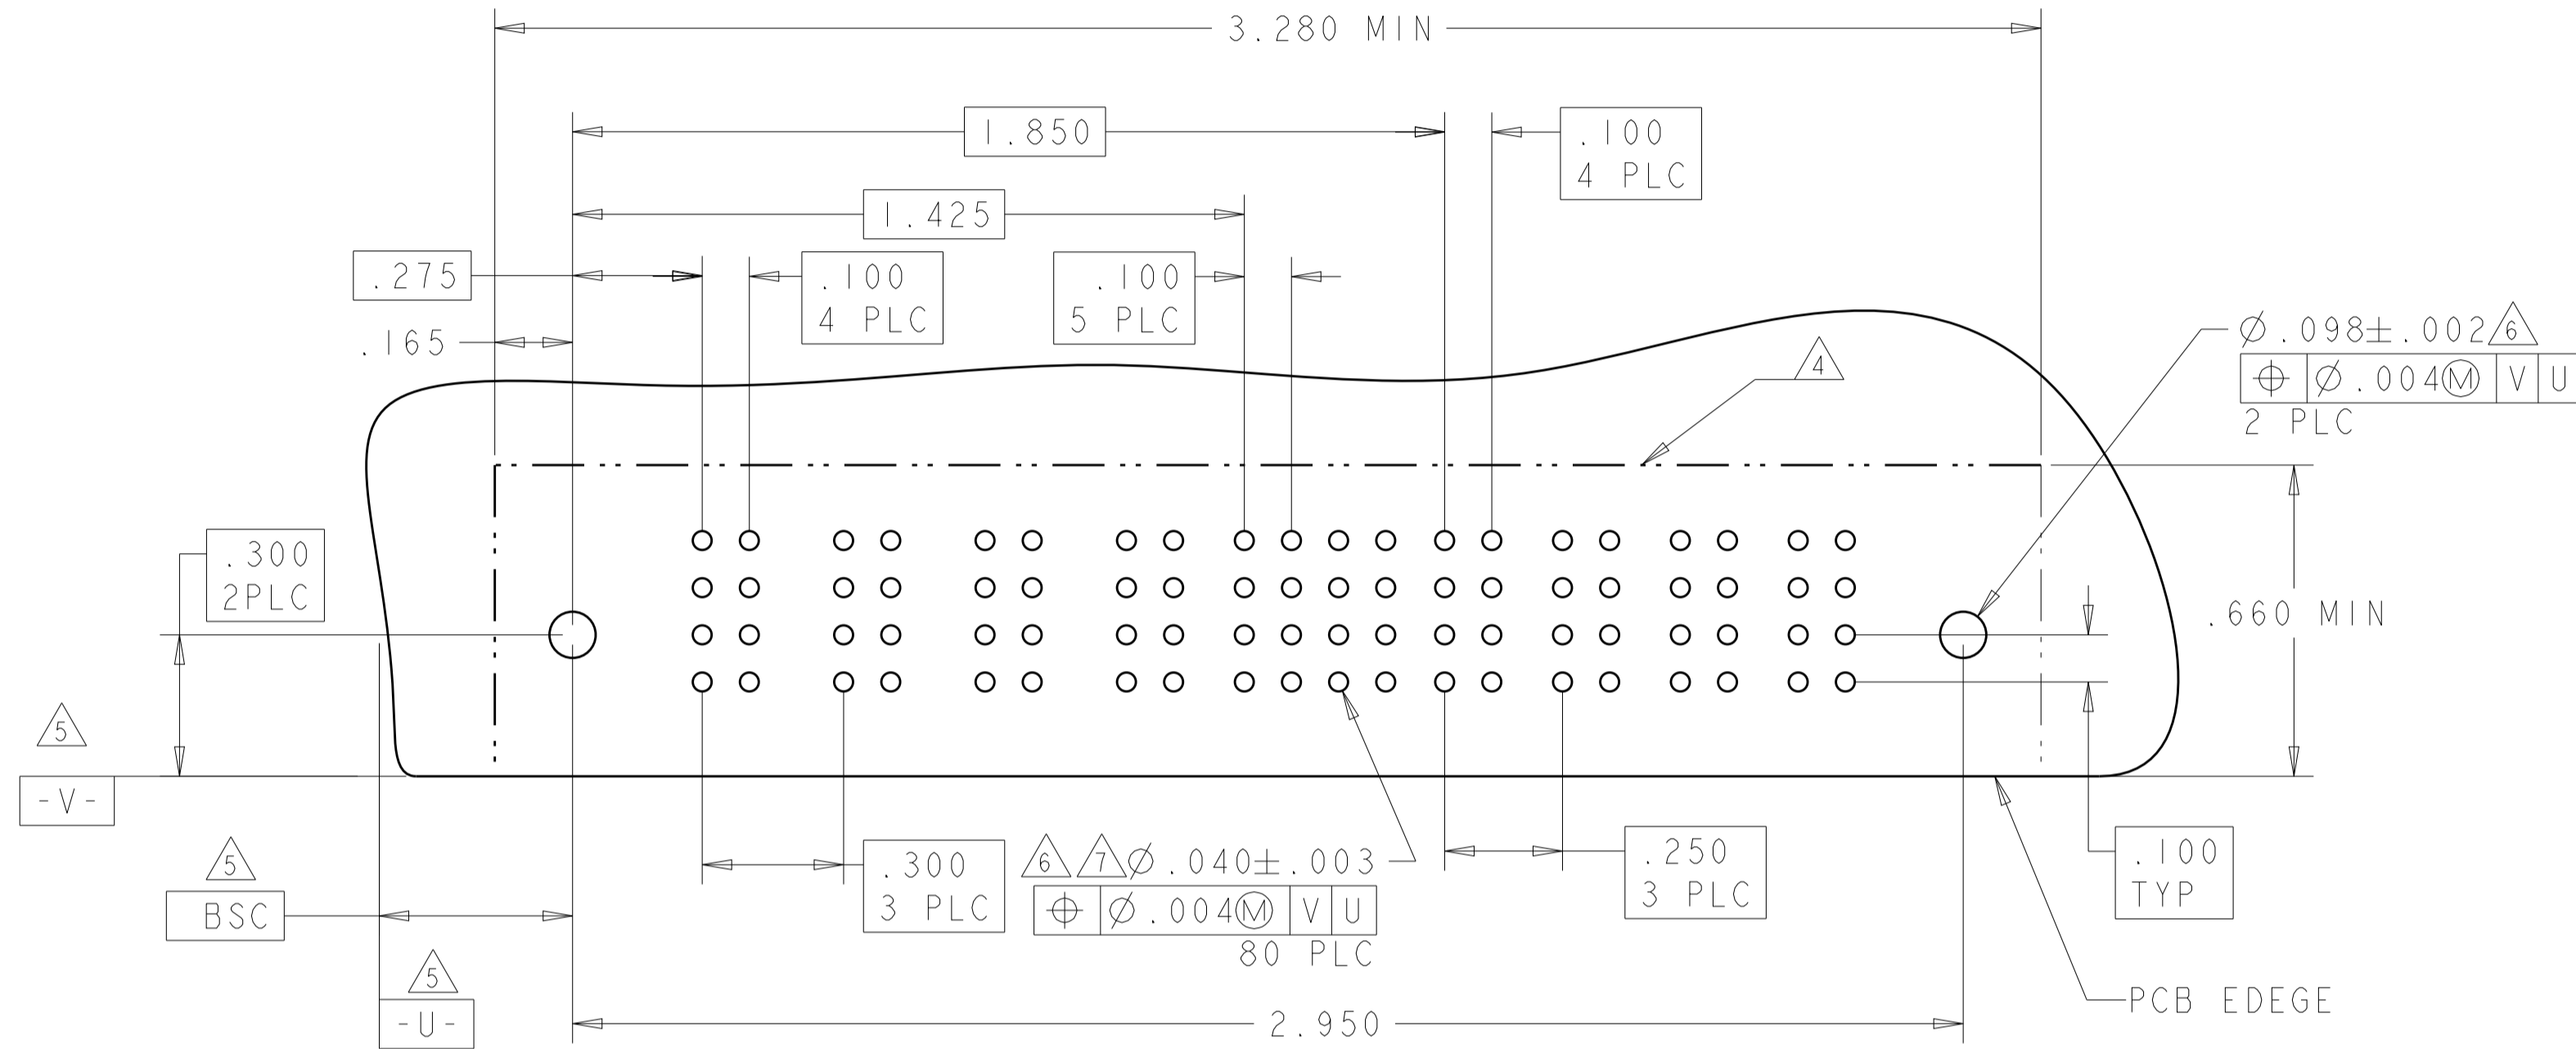 3.280 MIN
1.850
.100
4 PLC
1.425
.275
.100
4 PLC
.100
5 PLC
.165
4
Ø.098±.002 6
⌖ Ø.004Ⓜ V U
2 PLC
.300
2PLC
.660 MIN
5
-V-
5
BSC
5
-U-
.300
3 PLC
6 7 Ø.040±.003
⌖ Ø.004Ⓜ V U
80 PLC
.250
3 PLC
.100
TYP
PCB EDEGE
2.950